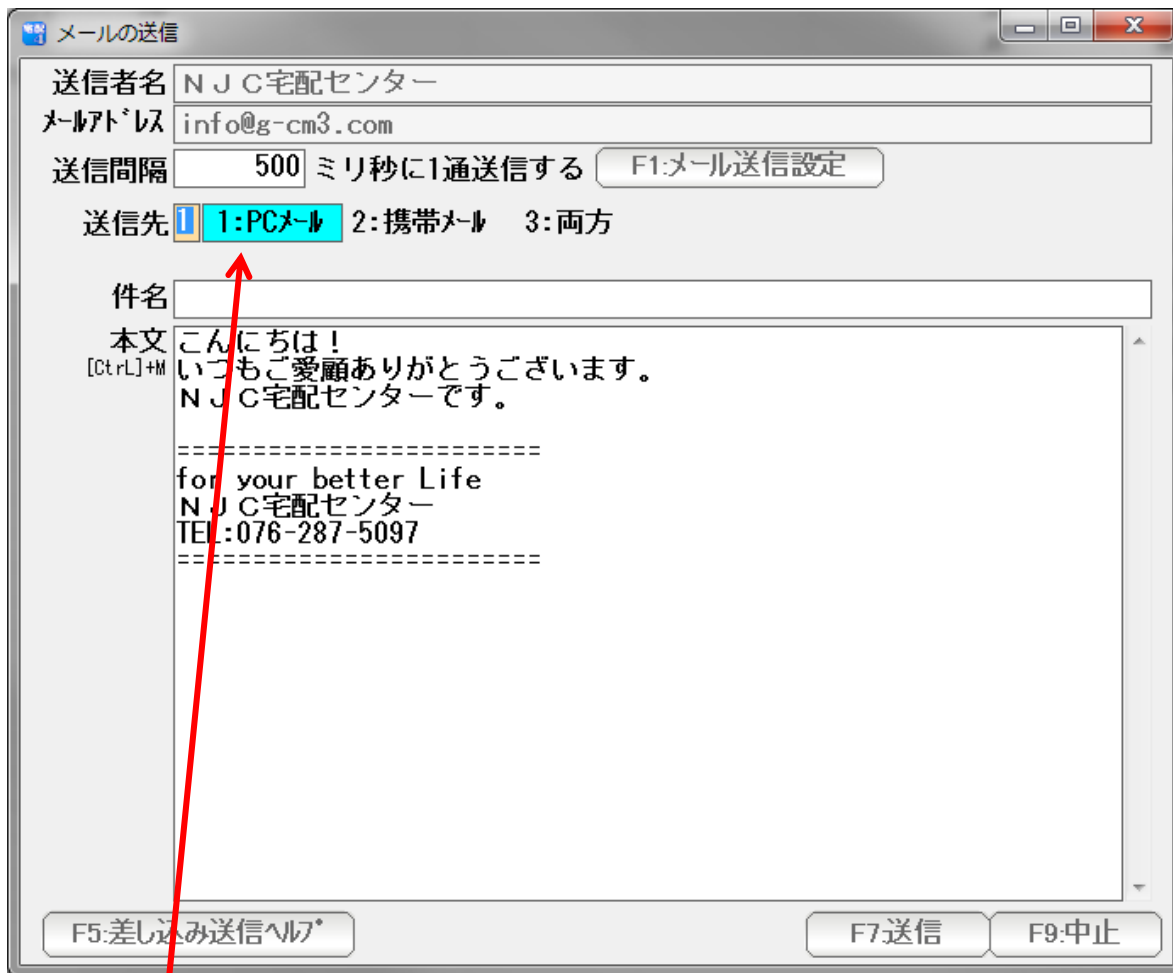 メールの送信
送信者名 ＮＪＣ宅配センター
ﾒｰﾙｱﾄﾞﾚｽ info@g-cm3.com
送信間隔 500 ミリ秒に1通送信する F1:メール送信設定
送信先 1 1:PCﾒｰﾙ 2:携帯ﾒｰﾙ 3:両方
件名
本文 こんにちは！
[CtrL]+M いつもご愛顧ありがとうございます。
ＮＪＣ宅配センターです。
========================
for your better Life
ＮＪＣ宅配センター
TEL:076-287-5097
========================
F5:差し込み送信ﾍﾙﾌﾟ F7:送信 F9:中止